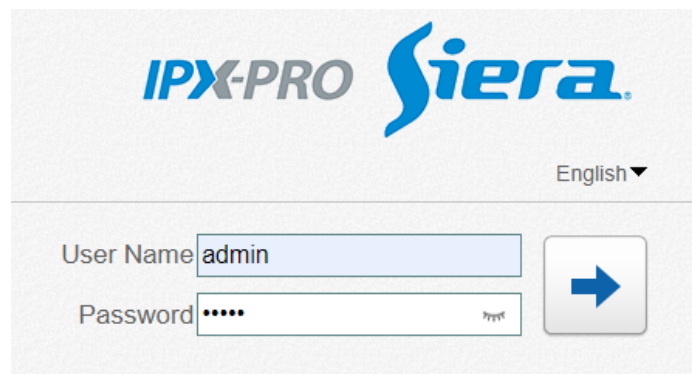 IPX-PRO Siera.
English
User Name admin
Password •••••